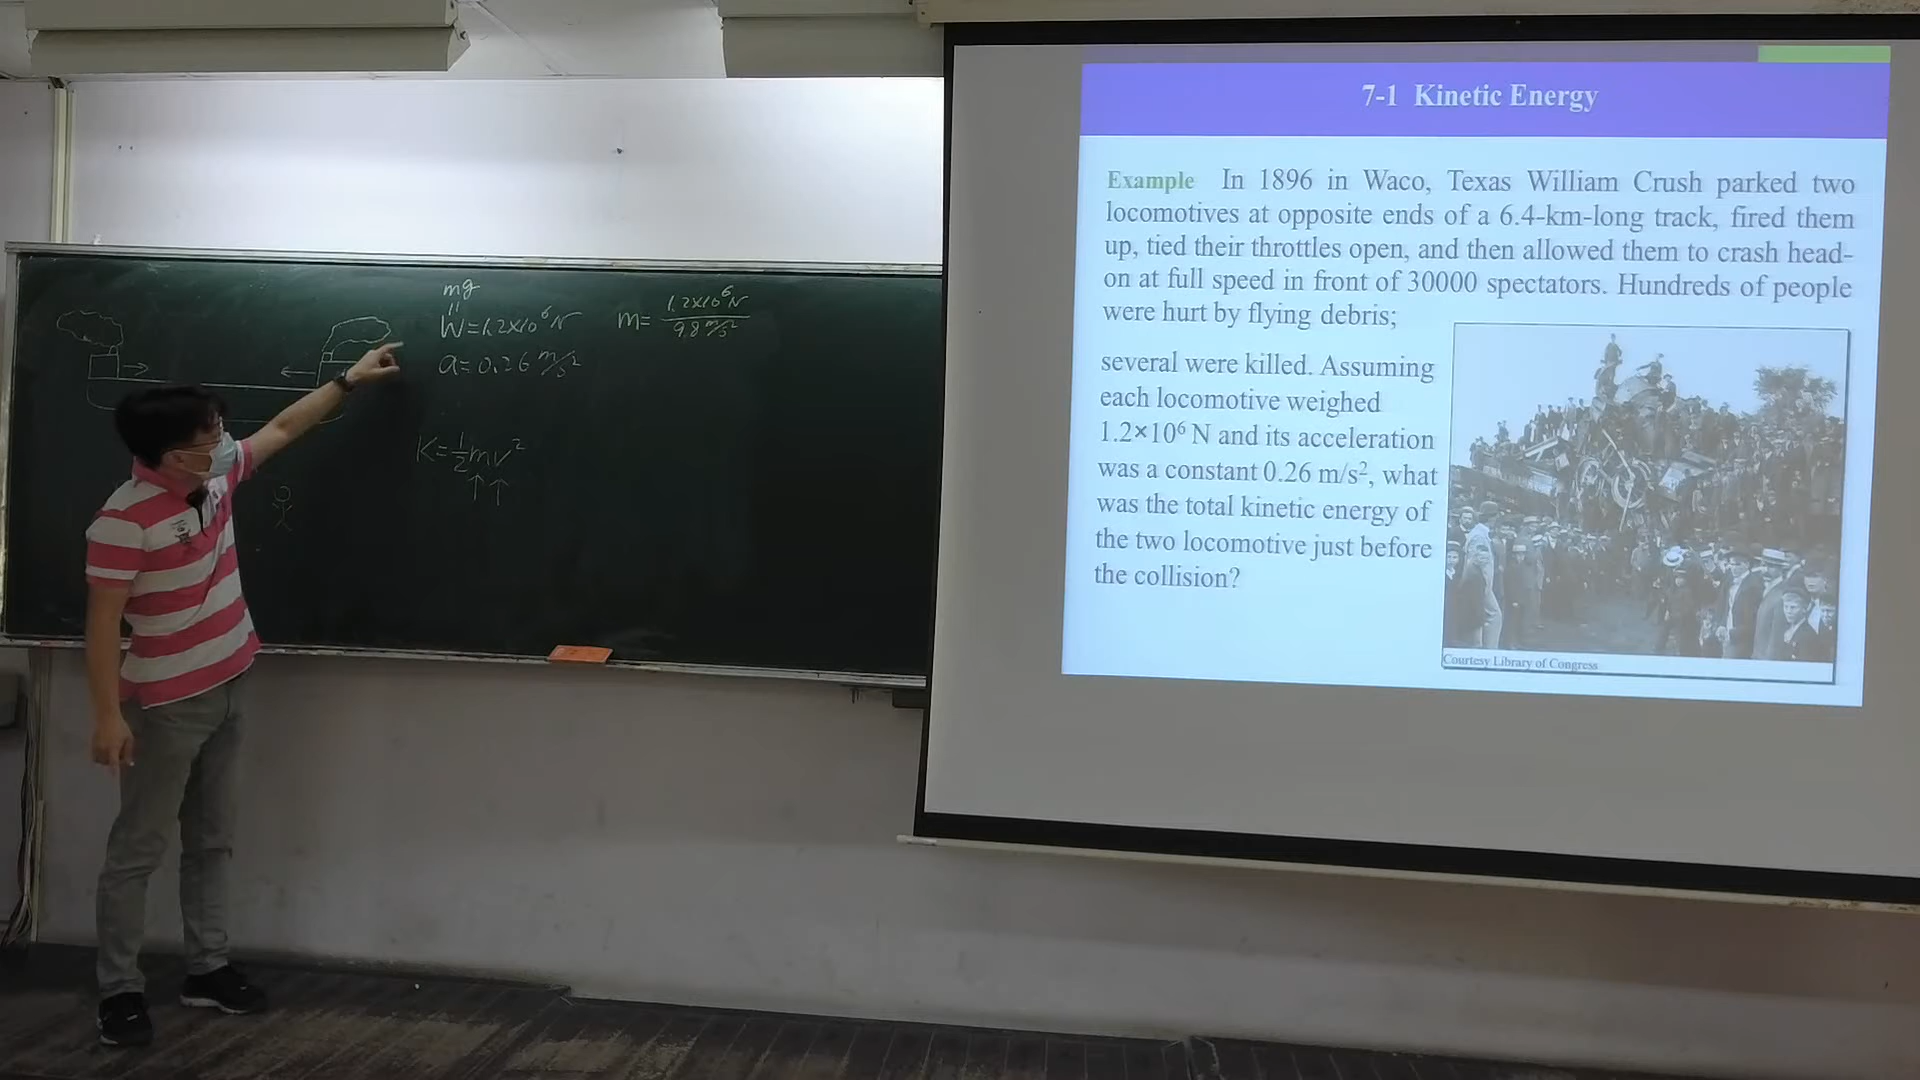 mg
"
W=1.2×10⁶ N
a=0.26 m/s²
m= 1.2×10⁶N / 9.8 m/s²
K=½mv²
↑ ↑
7-1 Kinetic Energy
Example In 1896 in Waco, Texas William Crush parked two
locomotives at opposite ends of a 6.4-km-long track, fired them
up, tied their throttles open, and then allowed them to crash head-
on at full speed in front of 30000 spectators. Hundreds of people
were hurt by flying debris;
several were killed. Assuming
each locomotive weighed
1.2×10⁶ N and its acceleration
was a constant 0.26 m/s², what
was the total kinetic energy of
the two locomotive just before
the collision?
Courtesy Library of Congress